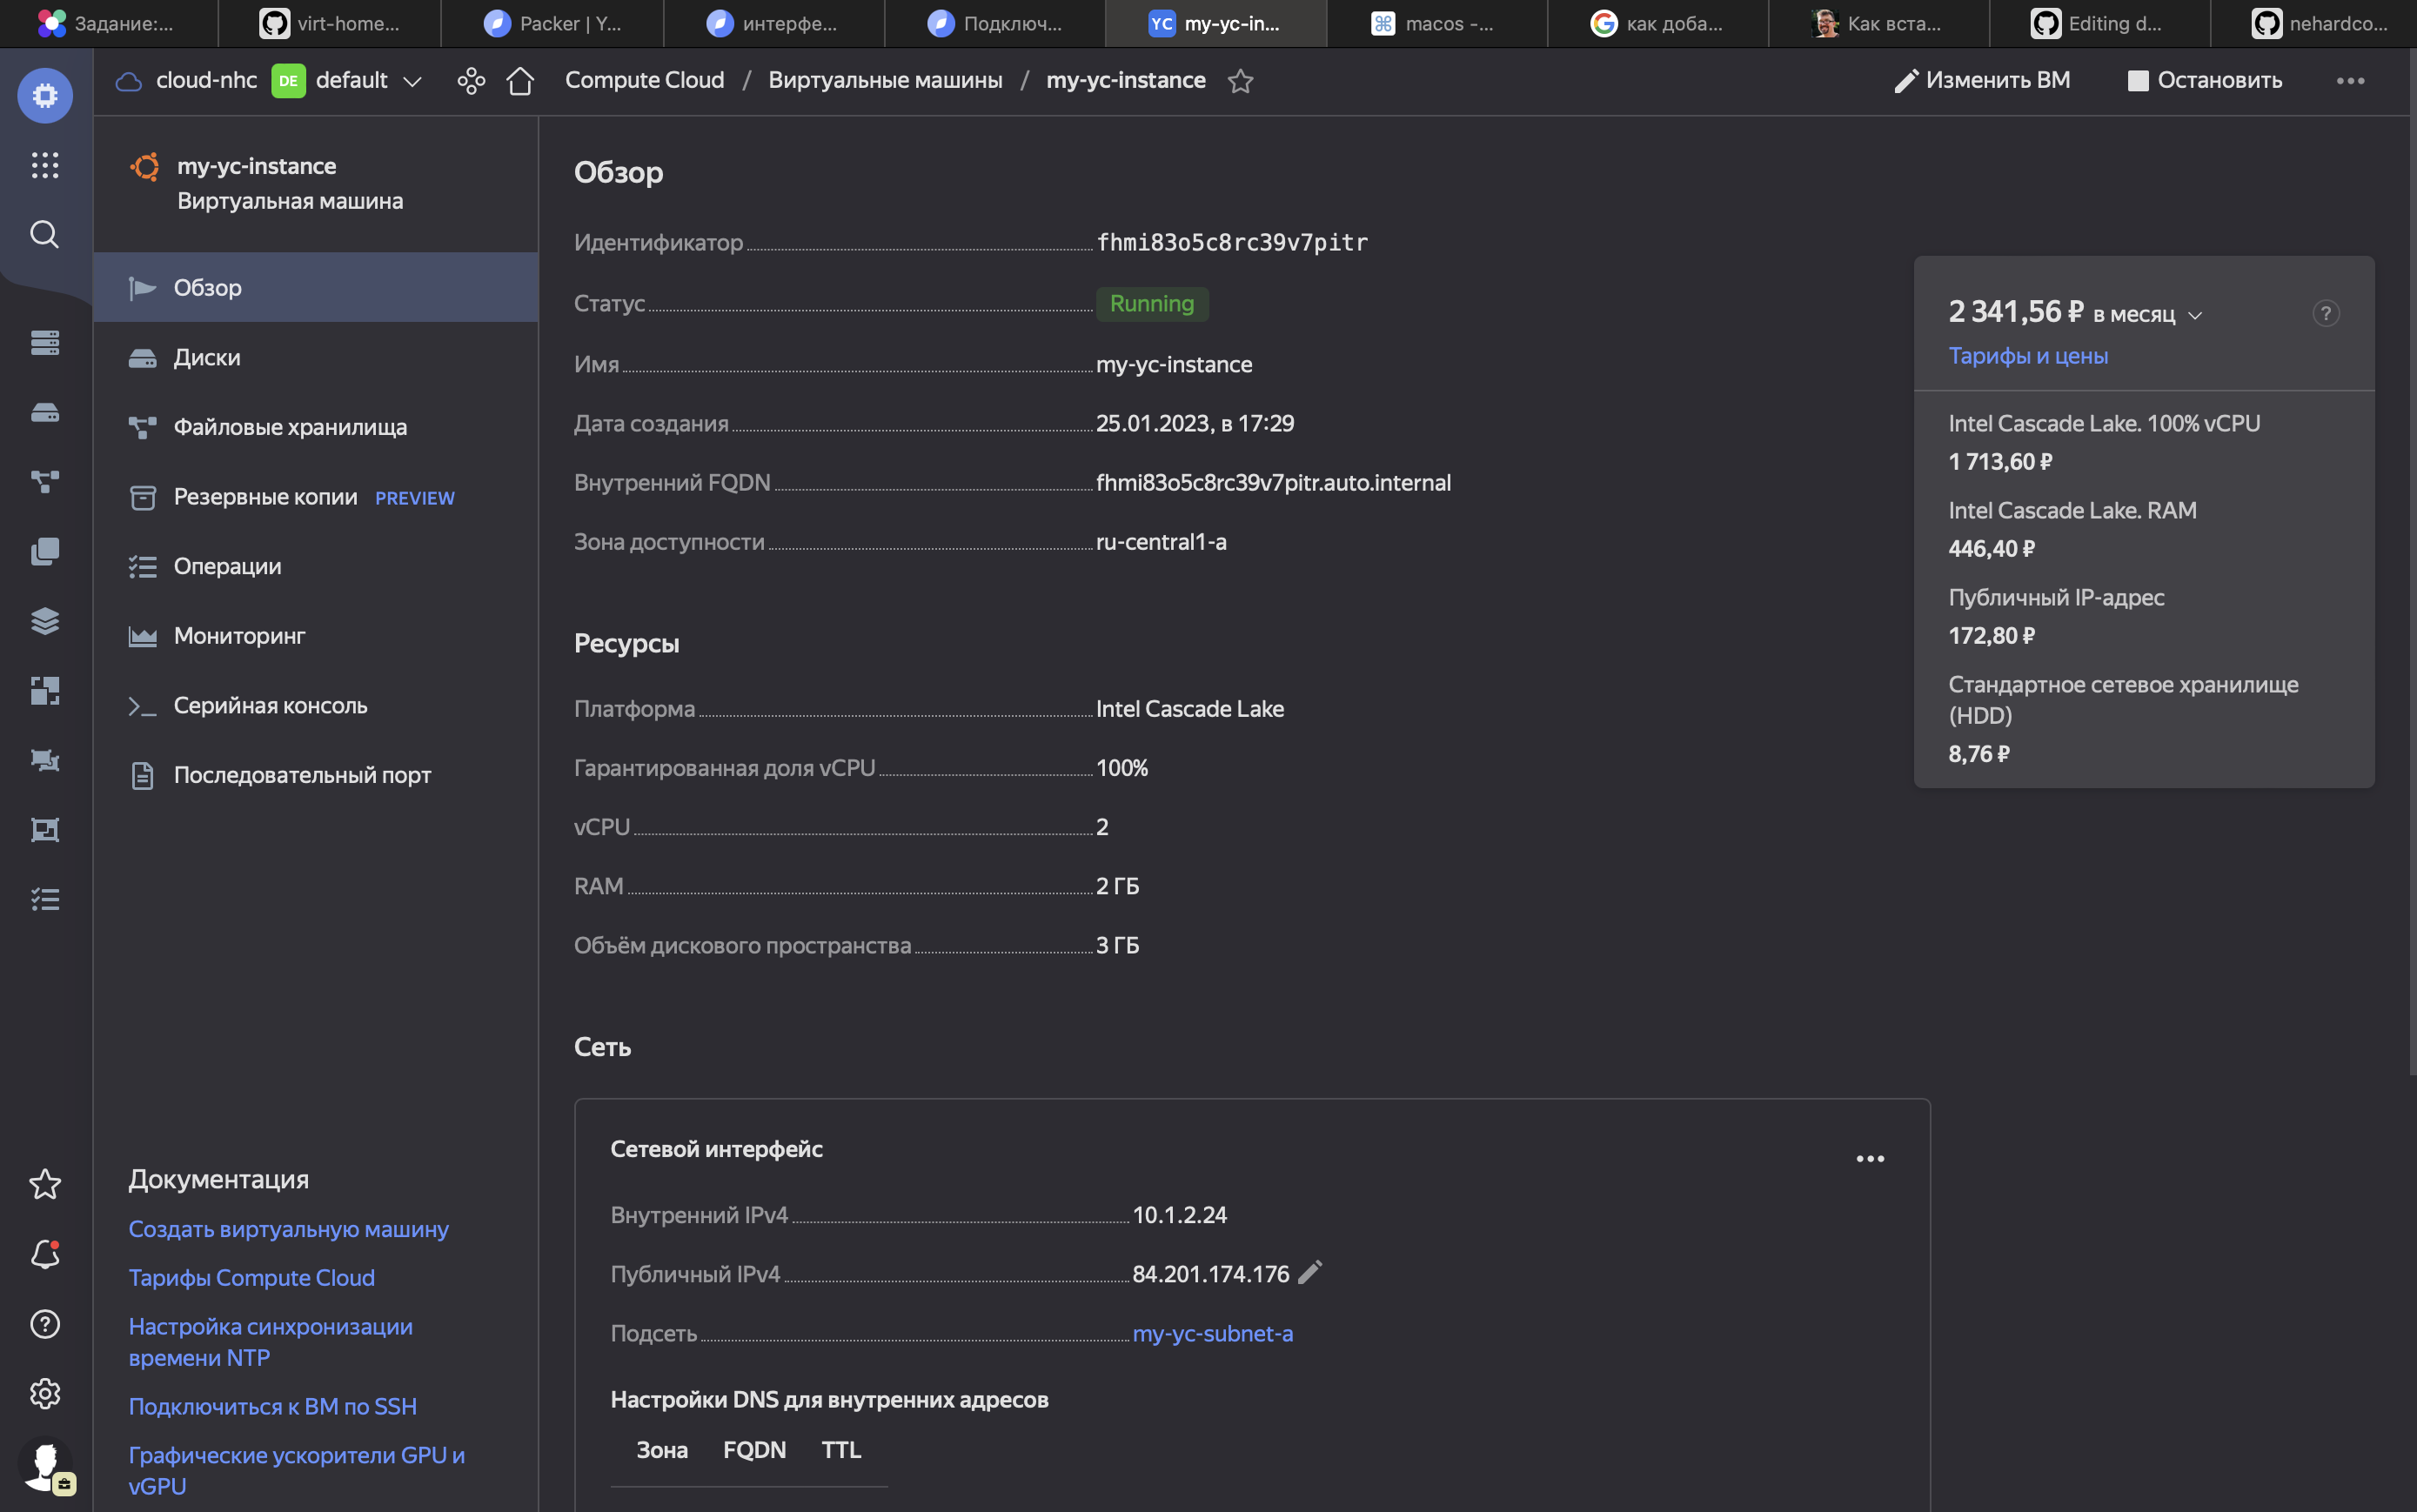 Задание:...
virt-home...
Packer | Y...
интерфе...
Подключ...
YC my-yc-in...
macos -...
как доба...
Как вста...
Editing d...
nehardco...
cloud-nhc DE default
Compute Cloud / Виртуальные машины / my-yc-instance
Изменить ВМ
Остановить
my-yc-instance
Виртуальная машина
Обзор
Диски
Файловые хранилища
Резервные копии PREVIEW
Операции
Мониторинг
Серийная консоль
Последовательный порт
Документация
Создать виртуальную машину
Тарифы Compute Cloud
Настройка синхронизации
времени NTP
Подключиться к ВМ по SSH
Графические ускорители GPU и
vGPU
Обзор
Идентификатор fhmi83o5c8rc39v7pitr
Статус Running
Имя my-yc-instance
Дата создания 25.01.2023, в 17:29
Внутренний FQDN fhmi83o5c8rc39v7pitr.auto.internal
Зона доступности ru-central1-a
Ресурсы
Платформа Intel Cascade Lake
Гарантированная доля vCPU 100%
vCPU 2
RAM 2 ГБ
Объём дискового пространства 3 ГБ
Сеть
Сетевой интерфейс
Внутренний IPv4 10.1.2.24
Публичный IPv4 84.201.174.176
Подсеть my-yc-subnet-a
Настройки DNS для внутренних адресов
Зона FQDN TTL
2 341,56 ₽ в месяц
?
Тарифы и цены
Intel Cascade Lake. 100% vCPU
1 713,60 ₽
Intel Cascade Lake. RAM
446,40 ₽
Публичный IP-адрес
172,80 ₽
Стандартное сетевое хранилище
(HDD)
8,76 ₽